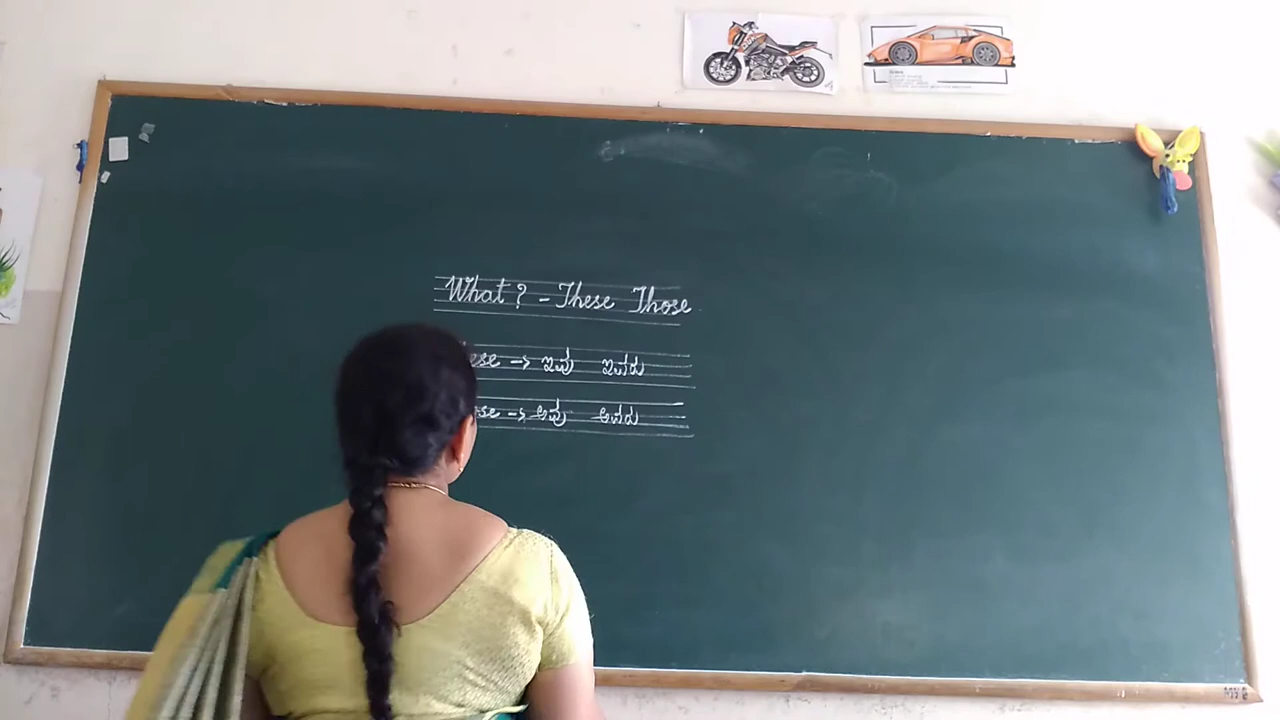 What? - These Those
ese → ಇವು ಇವರು
se → ಅವು ಅವರು